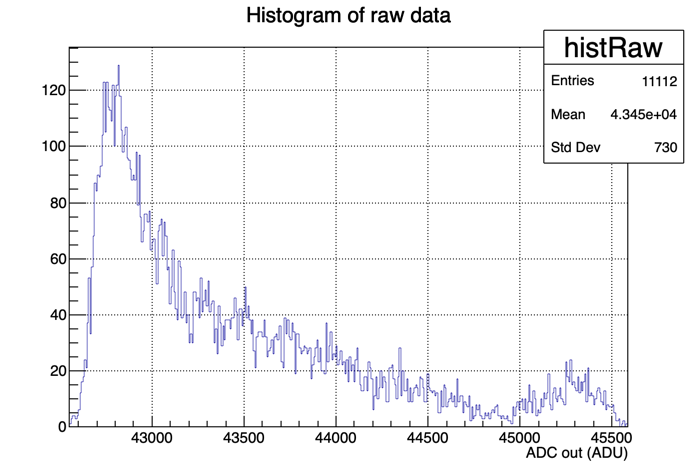 Histogram of raw data
histRaw
Entries 11112
Mean 4.345e+04
Std Dev 730
120
100
80
60
40
20
0
43000 43500 44000 44500 45000 45500
ADC out (ADU)